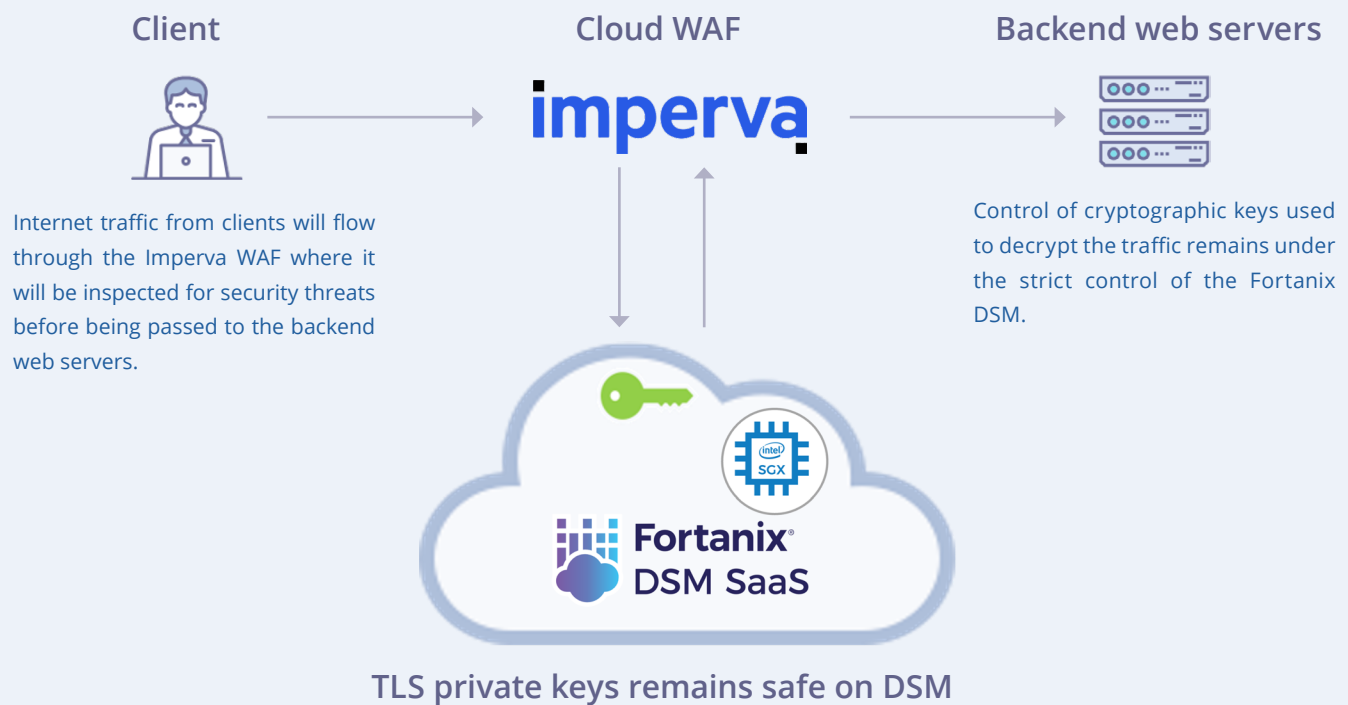 Client
Cloud WAF
Backend web servers
imperva
Internet traffic from clients will flow
through the Imperva WAF where it
will be inspected for security threats
before being passed to the backend
web servers.
Control of cryptographic keys used
to decrypt the traffic remains under
the strict control of the Fortanix
DSM.
intel
SGX
Fortanix®
DSM SaaS
TLS private keys remains safe on DSM